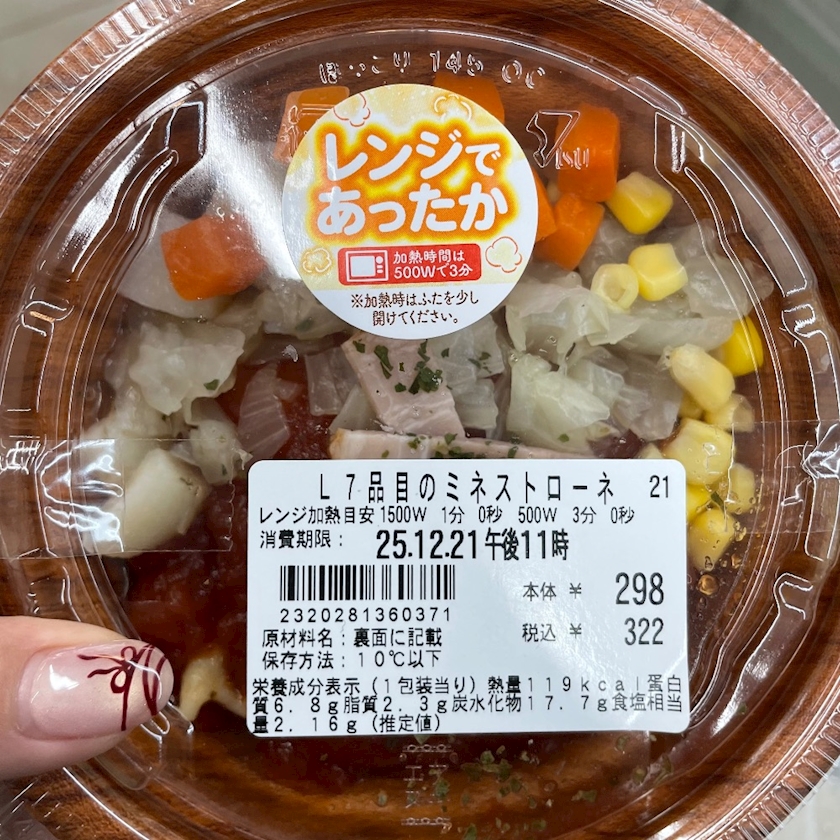 ほっこり 145 OC
レンジで
あったか
加熱時間は
500Wで3分
※加熱時はふたを少し
開けてください。
L7品目のミネストローネ 21
レンジ加熱目安 1500W 1分 0秒 500W 3分 0秒
消費期限: 25.12.21午後11時
本体 ¥ 298
2320281360371
税込 ¥ 322
原材料名:裏面に記載
保存方法:10℃以下
栄養成分表示(1包装当り)熱量119kcal蛋白
質6.8g脂質2.3g炭水化物17.7g食塩相当
量2.16g(推定値)